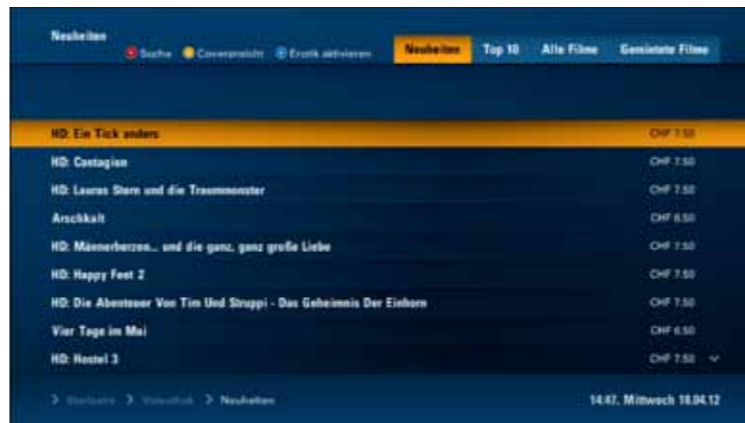 Neuheiten
Suche Coveransicht Erotik aktivieren Neuheiten Top 10 Alle Filme Gemietete Filme
HD: Ein Tick anders CHF 7.50
HD: Contagion CHF 7.50
HD: Lauras Stern und die Traummonster CHF 7.50
Arschkalt CHF 6.50
HD: Männerherzen... und die ganz, ganz große Liebe CHF 7.50
HD: Happy Feet 2 CHF 7.50
HD: Die Abenteuer Von Tim Und Struppi - Das Geheimnis Der Einhorn CHF 7.50
Vier Tage im Mai CHF 6.50
HD: Hostel 3 CHF 7.50
> Startseite > Videothek > Neuheiten 14:47, Mittwoch 18.04.12